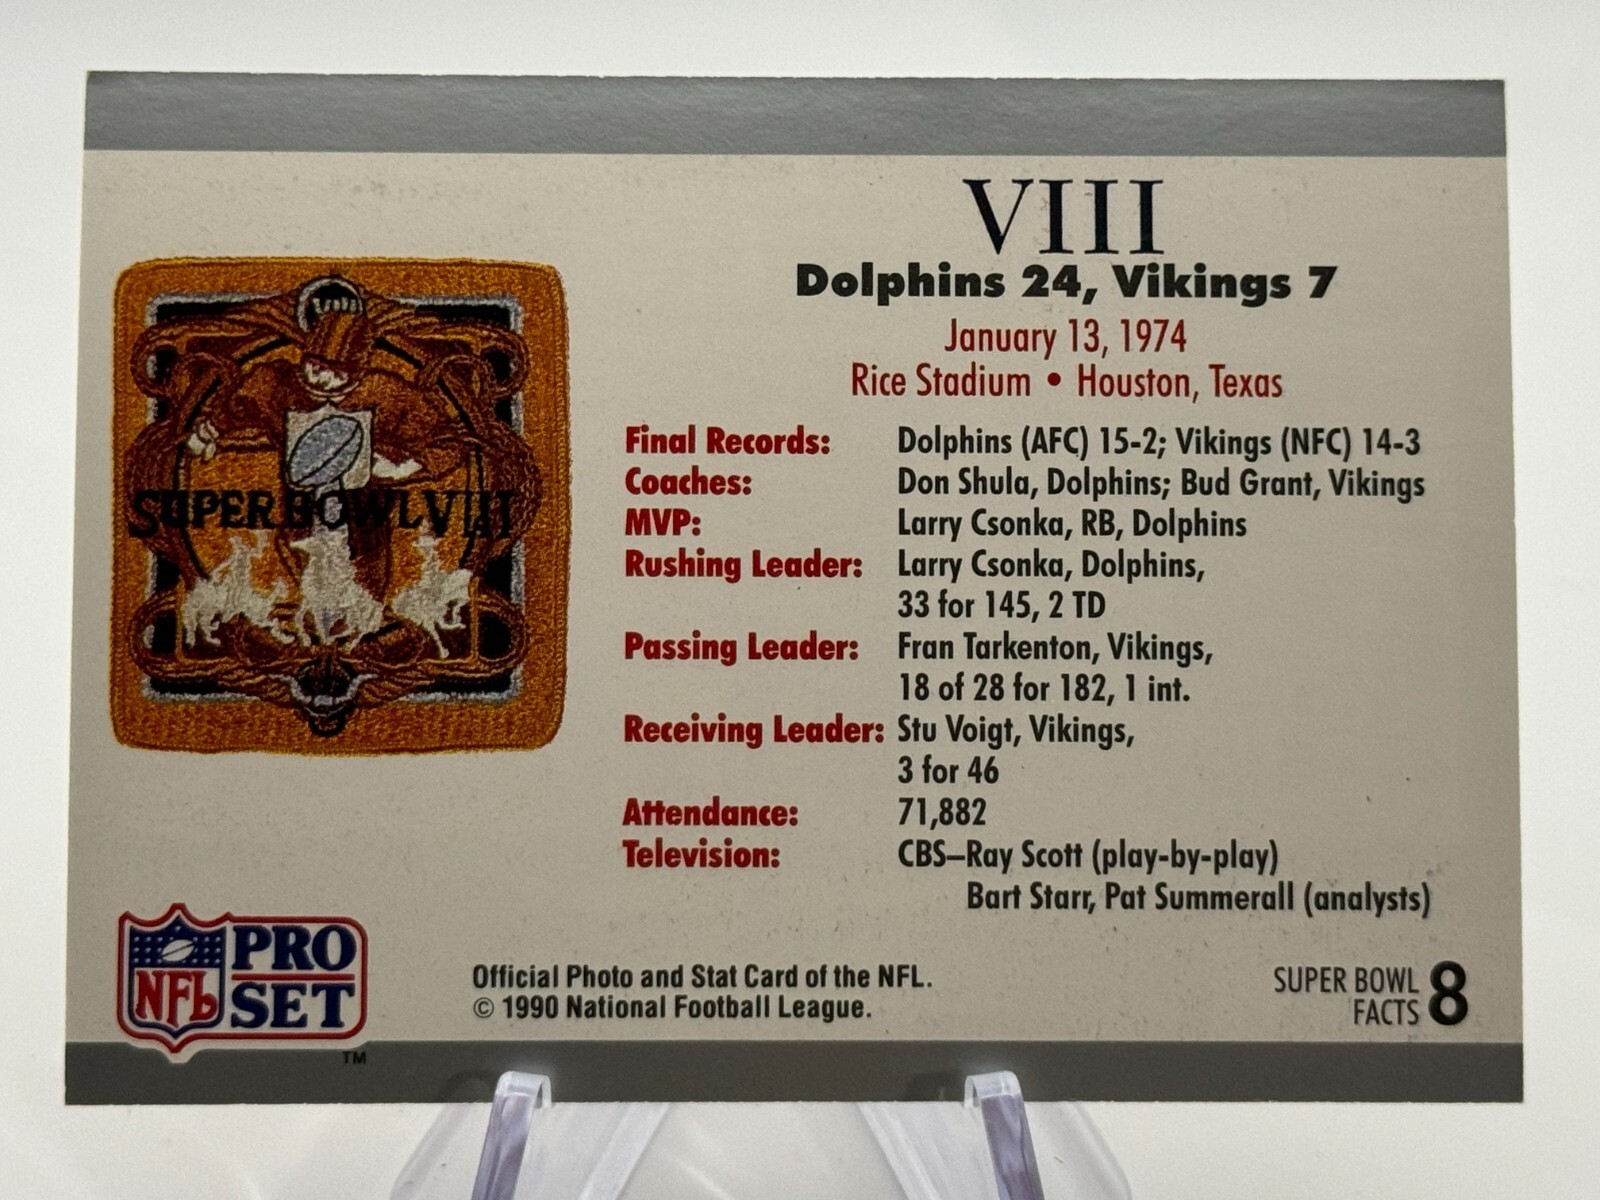 VIII
Dolphins 24, Vikings 7
January 13, 1974
Rice Stadium • Houston, Texas
SUPER BOWL VIII
Final Records: Dolphins (AFC) 15-2; Vikings (NFC) 14-3
Coaches: Don Shula, Dolphins; Bud Grant, Vikings
MVP: Larry Csonka, RB, Dolphins
Rushing Leader: Larry Csonka, Dolphins,
33 for 145, 2 TD
Passing Leader: Fran Tarkenton, Vikings,
18 of 28 for 182, 1 int.
Receiving Leader: Stu Voigt, Vikings,
3 for 46
Attendance: 71,882
Television: CBS–Ray Scott (play-by-play)
Bart Starr, Pat Summerall (analysts)
NFL PRO
SET
TM
Official Photo and Stat Card of the NFL.
© 1990 National Football League.
SUPER BOWL
FACTS 8